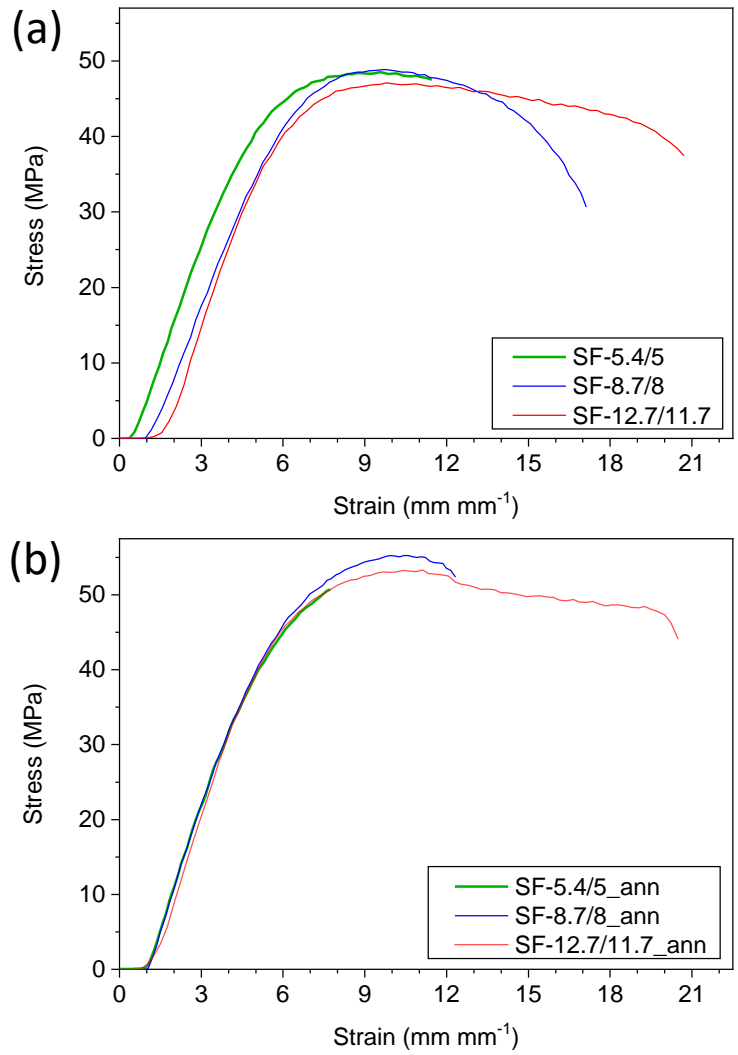 (a)
50
40
30
20
10
0
Stress (MPa)
SF-5.4/5
SF-8.7/8
SF-12.7/11.7
0 3 6 9 12 15 18 21
Strain (mm mm⁻¹)
(b)
50
40
30
20
10
0
Stress (MPa)
SF-5.4/5_ann
SF-8.7/8_ann
SF-12.7/11.7_ann
0 3 6 9 12 15 18 21
Strain (mm mm⁻¹)